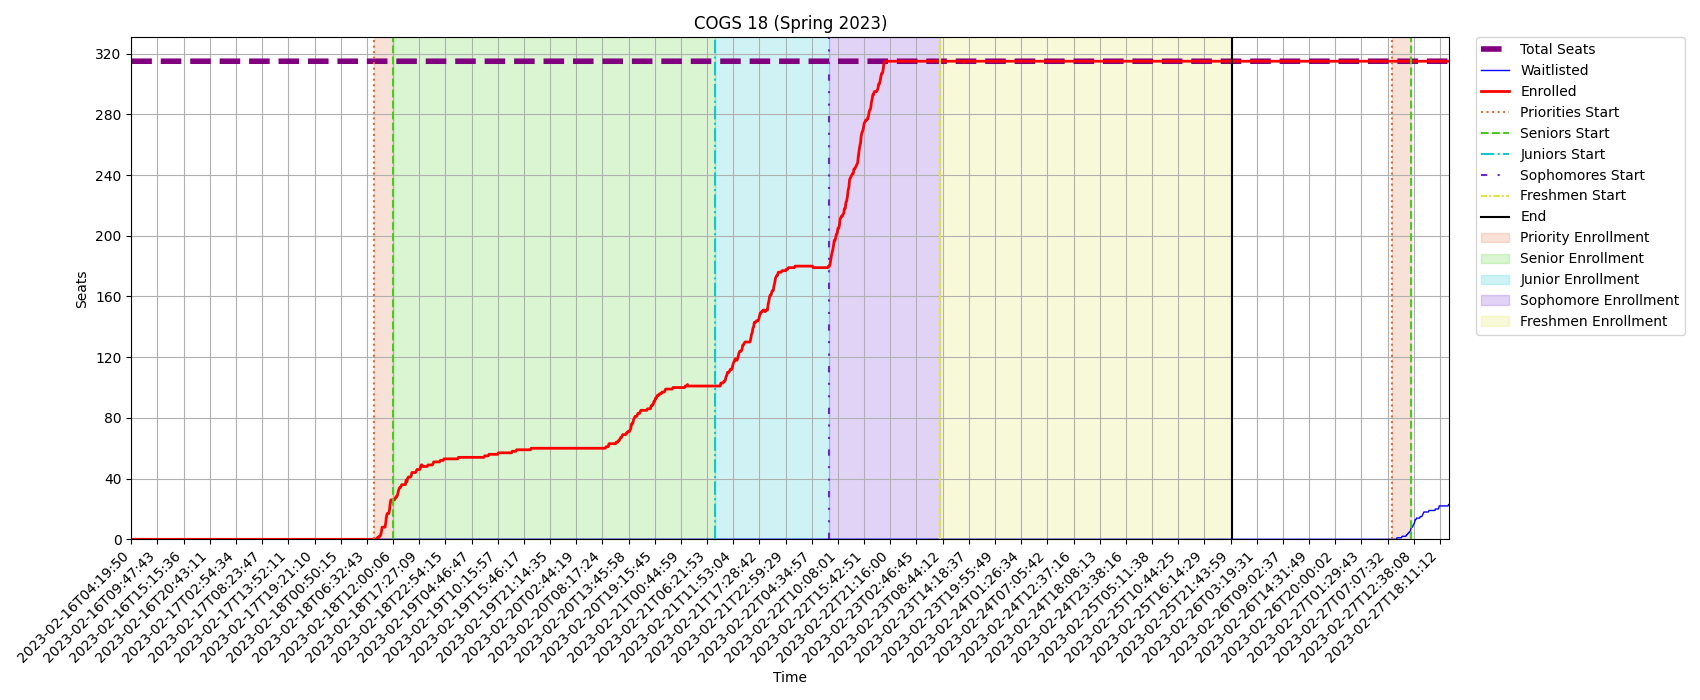 COGS 18 (Spring 2023)
Seats
320
280
240
200
160
120
80
40
0
2023-02-16T04:19:50
2023-02-16T09:47:43
2023-02-16T15:15:36
2023-02-16T20:43:11
2023-02-17T02:54:34
2023-02-17T08:23:47
2023-02-17T13:52:11
2023-02-17T19:21:10
2023-02-18T00:50:15
2023-02-18T06:32:43
2023-02-18T12:00:06
2023-02-18T17:27:09
2023-02-18T22:54:15
2023-02-19T04:46:47
2023-02-19T10:15:57
2023-02-19T15:46:17
2023-02-19T21:14:35
2023-02-20T02:44:19
2023-02-20T08:17:24
2023-02-20T13:45:58
2023-02-20T19:15:45
2023-02-21T00:44:59
2023-02-21T06:21:53
2023-02-21T11:53:04
2023-02-21T17:28:42
2023-02-21T22:59:29
2023-02-22T04:34:57
2023-02-22T10:08:01
2023-02-22T15:42:51
2023-02-22T21:16:00
2023-02-23T02:46:45
2023-02-23T08:44:12
2023-02-23T14:18:37
2023-02-23T19:55:49
2023-02-24T01:26:34
2023-02-24T07:05:42
2023-02-24T12:37:16
2023-02-24T18:08:13
2023-02-24T23:38:16
2023-02-25T05:11:38
2023-02-25T10:44:25
2023-02-25T16:14:29
2023-02-25T21:43:59
2023-02-26T03:19:31
2023-02-26T09:02:37
2023-02-26T14:31:49
2023-02-26T20:00:02
2023-02-27T01:29:43
2023-02-27T07:07:32
2023-02-27T12:38:08
2023-02-27T18:11:12
Time
Total Seats
Waitlisted
Enrolled
Priorities Start
Seniors Start
Juniors Start
Sophomores Start
Freshmen Start
End
Priority Enrollment
Senior Enrollment
Junior Enrollment
Sophomore Enrollment
Freshmen Enrollment